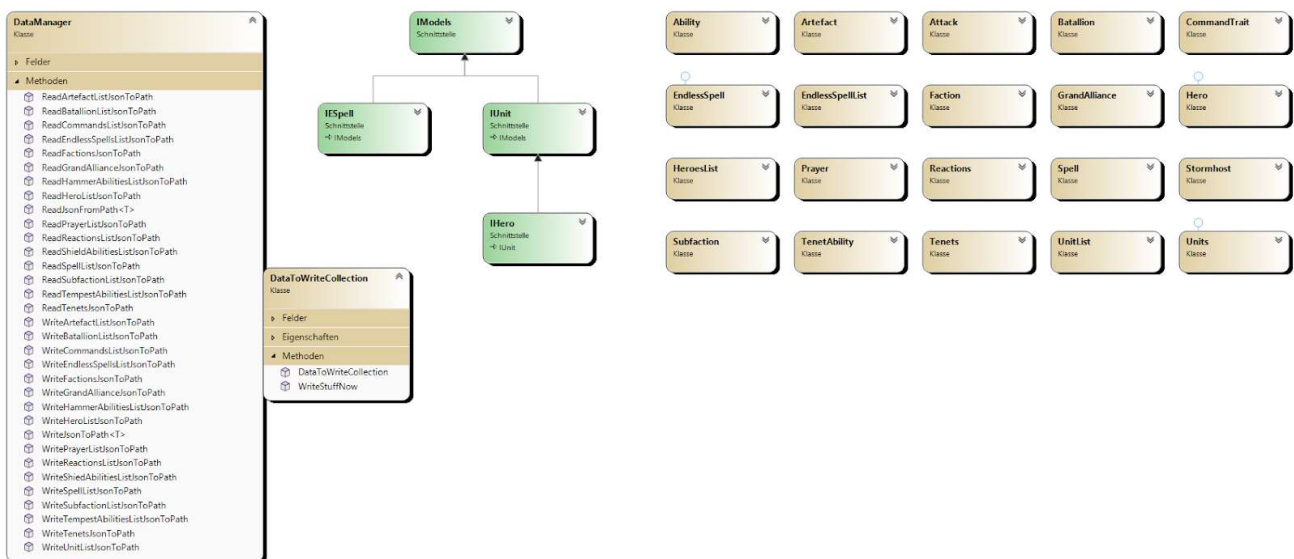 DataManager
Klasse
Felder
Methoden
ReadArtefactListJsonToPath
ReadBatallionListJsonToPath
ReadCommandsListJsonToPath
ReadEndlessSpellsListJsonToPath
ReadFactionsJsonToPath
ReadGrandAllianceJsonToPath
ReadHammerAbilitiesListJsonToPath
ReadHeroListJsonToPath
ReadJsonFromPath<T>
ReadPrayerListJsonToPath
ReadReactionsListJsonToPath
ReadShieldAbilitiesListJsonToPath
ReadSpellListJsonToPath
ReadSubfactionListJsonToPath
ReadTempestAbilitiesListJsonToPath
ReadTenetsJsonToPath
WriteArtefactListJsonToPath
WriteBatallionListJsonToPath
WriteCommandsListJsonToPath
WriteEndlessSpellsListJsonToPath
WriteFactionsJsonToPath
WriteGrandAllianceJsonToPath
WriteHammerAbilitiesListJsonToPath
WriteHeroListJsonToPath
WriteJsonToPath<T>
WritePrayerListJsonToPath
WriteReactionsListJsonToPath
WriteShiedAbilitiesListJsonToPath
WriteSpellListJsonToPath
WriteSubfactionListJsonToPath
WriteTempestAbilitiesListJsonToPath
WriteTenetsJsonToPath
WriteUnitListJsonToPath
IModels
Schnittstelle
IESpell
Schnittstelle
IModels
IUnit
Schnittstelle
IModels
IHero
Schnittstelle
IUnit
DataToWriteCollection
Klasse
Felder
Eigenschaften
Methoden
DataToWriteCollection
WriteStuffNow
Ability
Klasse
Artefact
Klasse
Attack
Klasse
Batallion
Klasse
CommandTrait
Klasse
EndlessSpell
Klasse
EndlessSpellList
Klasse
Faction
Klasse
GrandAlliance
Klasse
Hero
Klasse
HeroesList
Klasse
Prayer
Klasse
Reactions
Klasse
Spell
Klasse
Stormhost
Klasse
Subfaction
Klasse
TenetAbility
Klasse
Tenets
Klasse
UnitList
Klasse
Units
Klasse